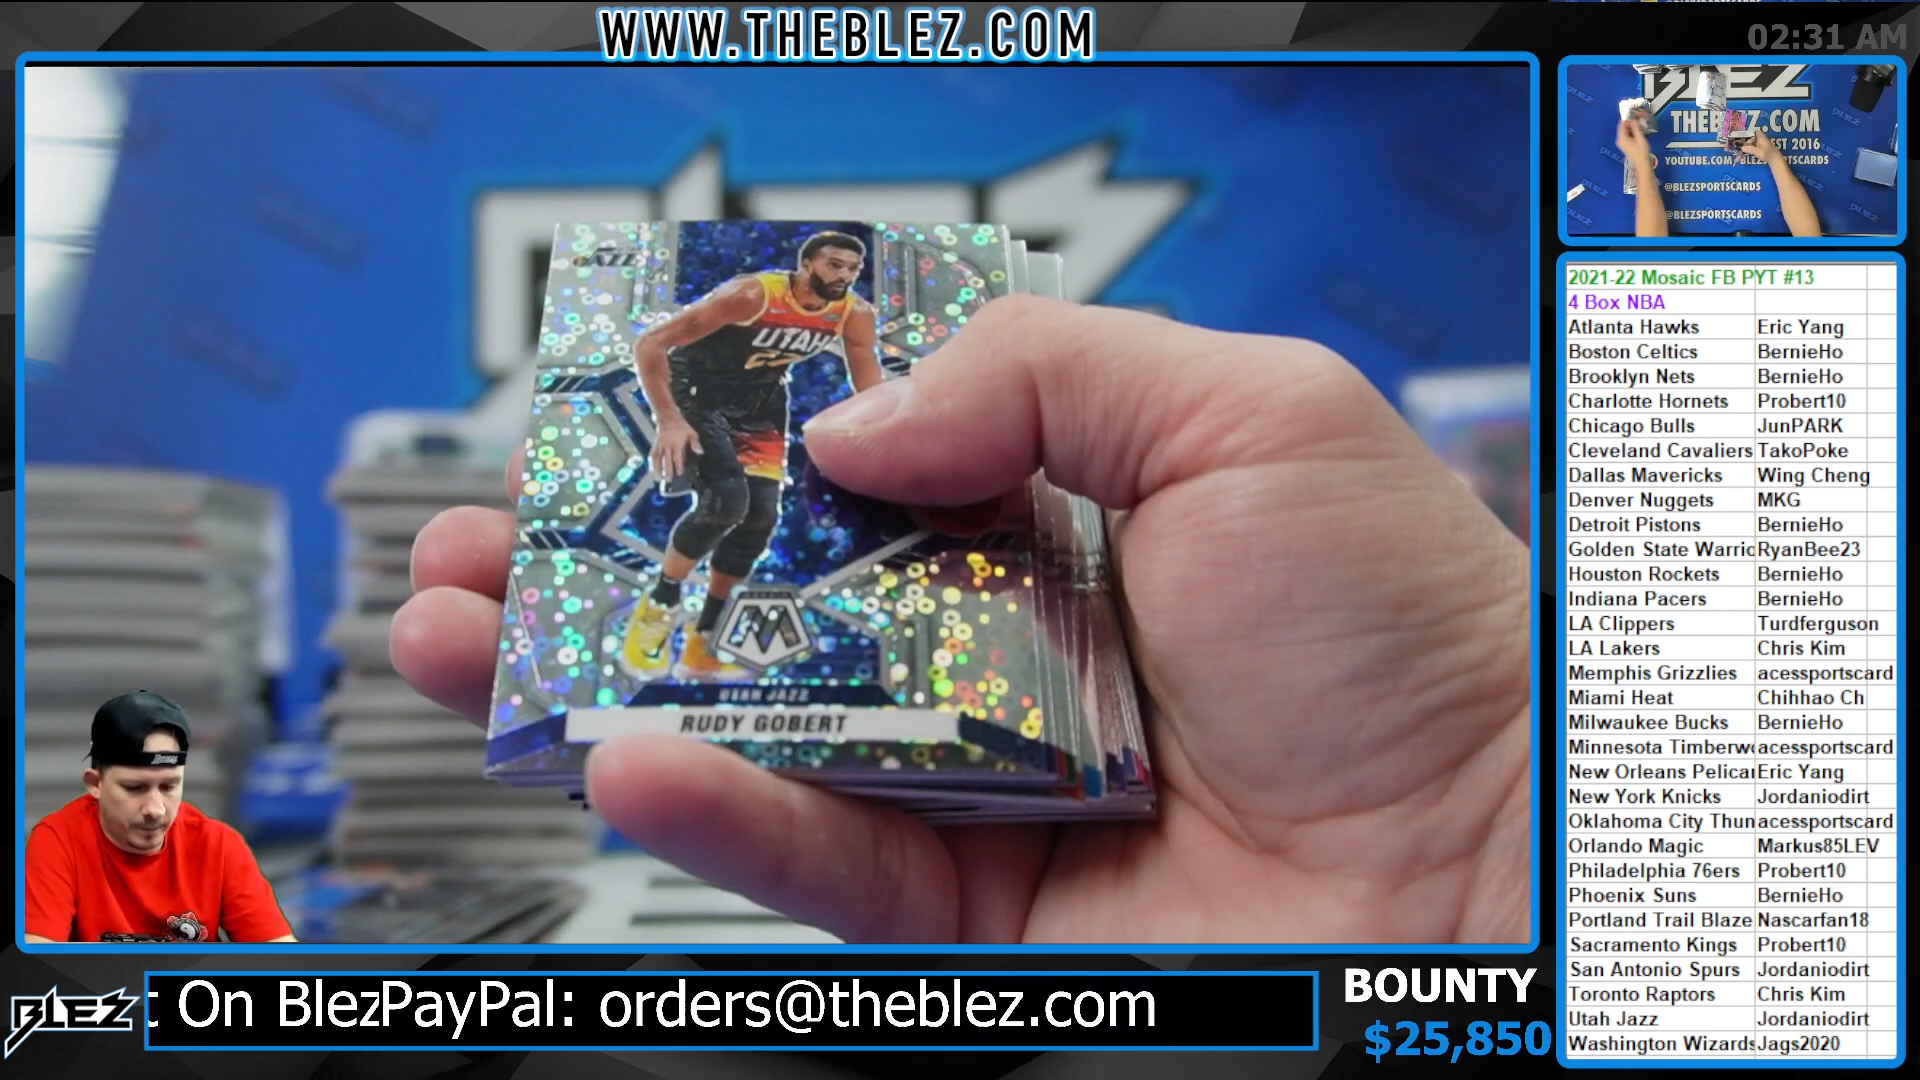 WWW.THEBLEZ.COM
02:31 AM
BLEZ
THEBLEZ.COM
EST 2016
YOUTUBE.COM/BLEZSPORTSCARDS
@BLEZSPORTSCARDS
@BLEZSPORTSCARDS
UTAH
M
UTAH JAZZ
RUDY GOBERT
2021-22 Mosaic FB PYT #13
4 Box NBA
Atlanta Hawks Eric Yang
Boston Celtics BernieHo
Brooklyn Nets BernieHo
Charlotte Hornets Probert10
Chicago Bulls JunPARK
Cleveland Cavaliers TakoPoke
Dallas Mavericks Wing Cheng
Denver Nuggets MKG
Detroit Pistons BernieHo
Golden State Warric RyanBee23
Houston Rockets BernieHo
Indiana Pacers BernieHo
LA Clippers Turdferguson
LA Lakers Chris Kim
Memphis Grizzlies acessportscard
Miami Heat Chihhao Ch
Milwaukee Bucks BernieHo
Minnesota Timberw acessportscard
New Orleans Pelica Eric Yang
New York Knicks Jordaniodirt
Oklahoma City Thun acessportscard
Orlando Magic Markus85LEV
Philadelphia 76ers Probert10
Phoenix Suns BernieHo
Portland Trail Blaze Nascarfan18
Sacramento Kings Probert10
San Antonio Spurs Jordaniodirt
Toronto Raptors Chris Kim
Utah Jazz Jordaniodirt
Washington Wizards Jags2020
BLEZ
t On BlezPayPal: orders@theblez.com
BOUNTY
$25,850